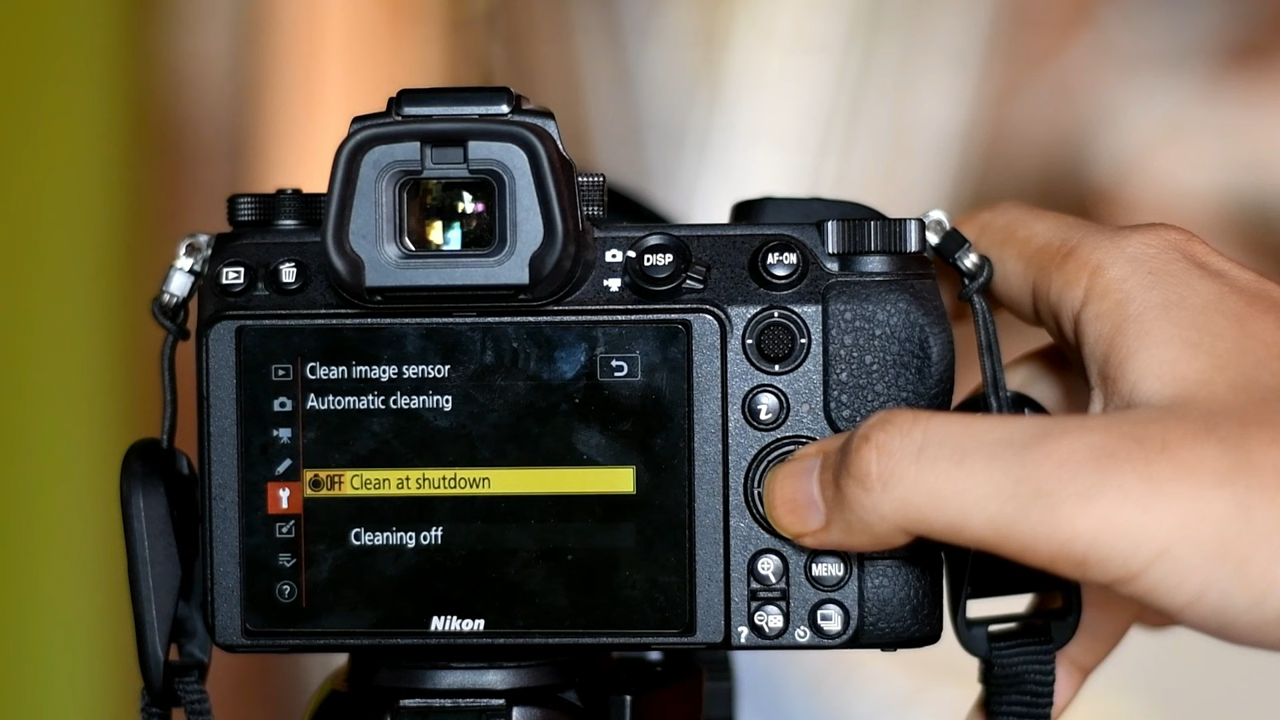 DISP
AF-ON
Clean image sensor
Automatic cleaning
OFF Clean at shutdown
Cleaning off
i
?
MENU
Nikon
?